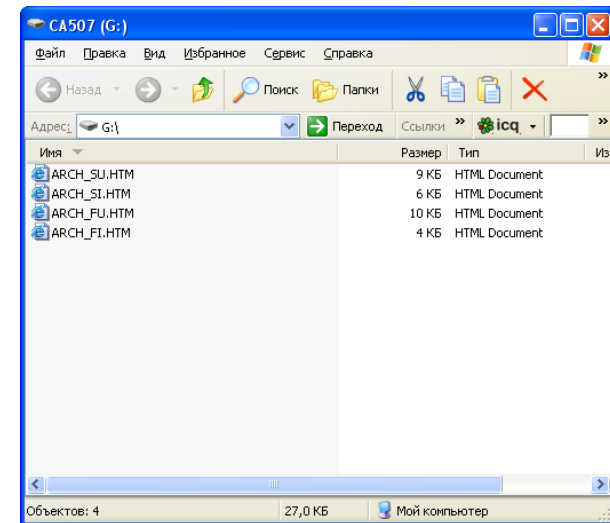 CA507 (G:)
Файл Правка Вид Избранное Сервис Справка »
Назад Поиск Папки »
Адрес: G:\ Переход Ссылки » icq »
Имя Размер Тип Из
ARCH_SU.HTM 9 КБ HTML Document
ARCH_SI.HTM 6 КБ HTML Document
ARCH_FU.HTM 10 КБ HTML Document
ARCH_FI.HTM 4 КБ HTML Document
Объектов: 4 27,0 КБ Мой компьютер